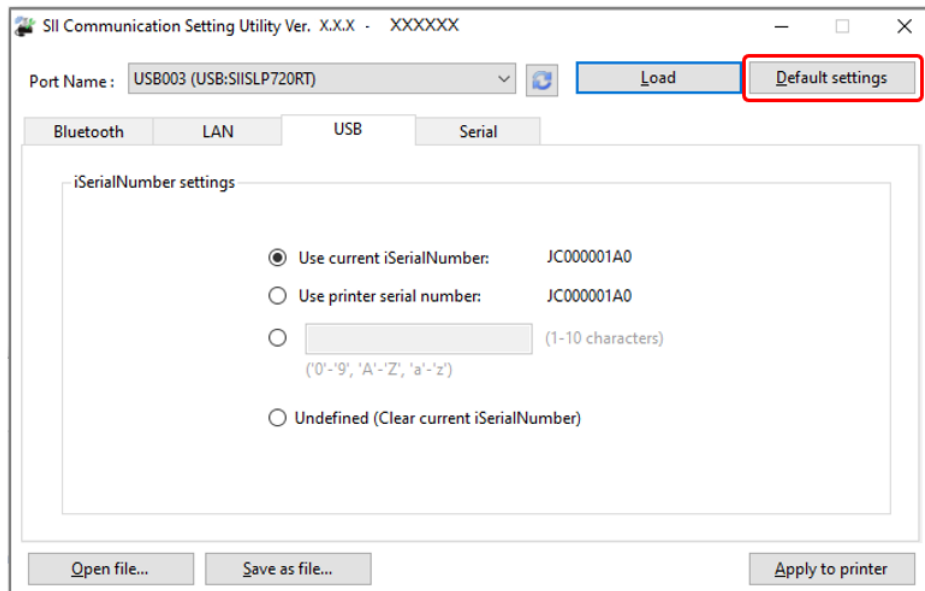 SII Communication Setting Utility Ver. X.X.X - XXXXXX
Port Name : USB003 (USB:SIISLP720RT) Load Default settings
Bluetooth LAN USB Serial
iSerialNumber settings
Use current iSerialNumber: JC000001A0
Use printer serial number: JC000001A0
(1-10 characters)
('0'-'9', 'A'-'Z', 'a'-'z')
Undefined (Clear current iSerialNumber)
Open file... Save as file... Apply to printer